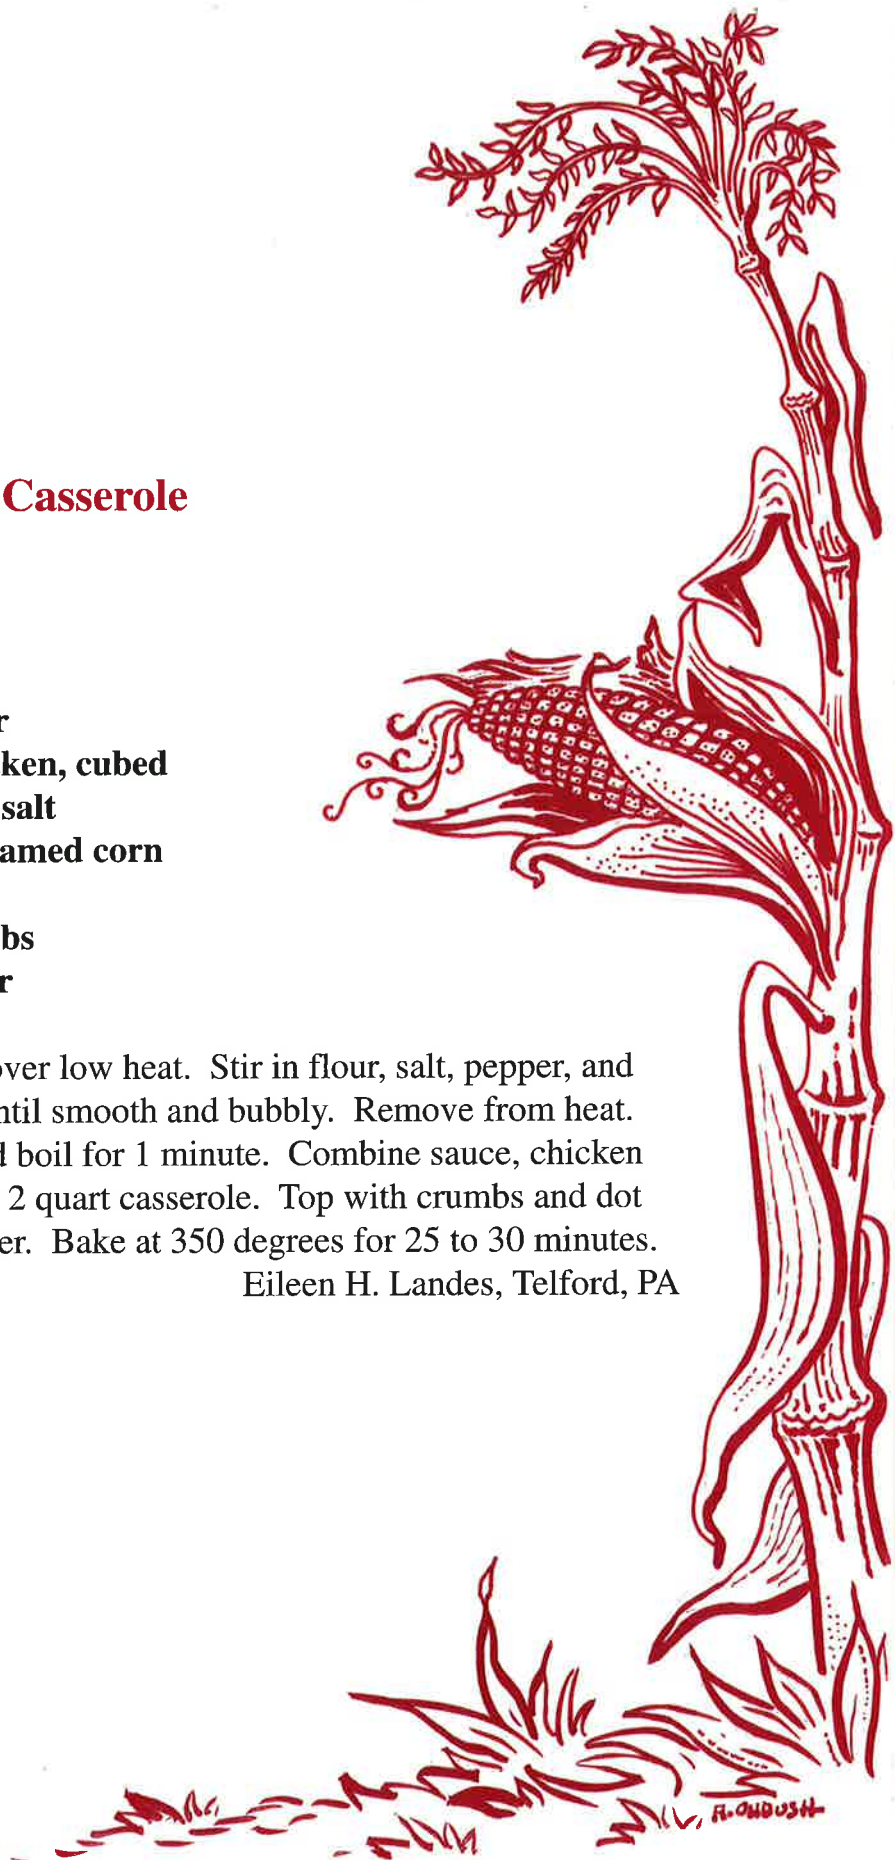 Casserole
r
ken, cubed
salt
amed corn
bs
r
over low heat. Stir in flour, salt, pepper, and
ntil smooth and bubbly. Remove from heat.
d boil for 1 minute. Combine sauce, chicken
2 quart casserole. Top with crumbs and dot
er. Bake at 350 degrees for 25 to 30 minutes.
Eileen H. Landes, Telford, PA